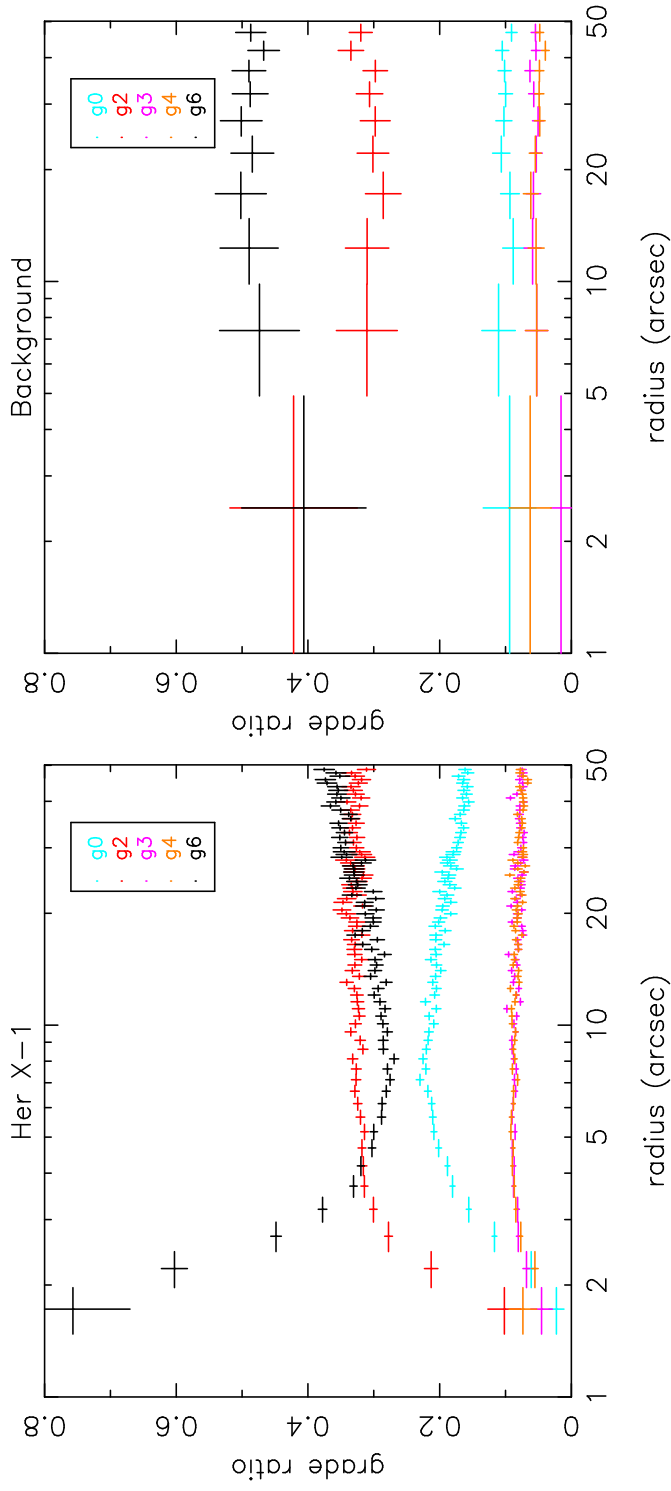 Her X-1
g0
g2
g3
g4
g6
grade ratio
0
0.2
0.4
0.6
0.8
1
2
5
10
20
50
radius (arcsec)
Background
g0
g2
g3
g4
g6
grade ratio
0
0.2
0.4
0.6
0.8
1
2
5
10
20
50
radius (arcsec)